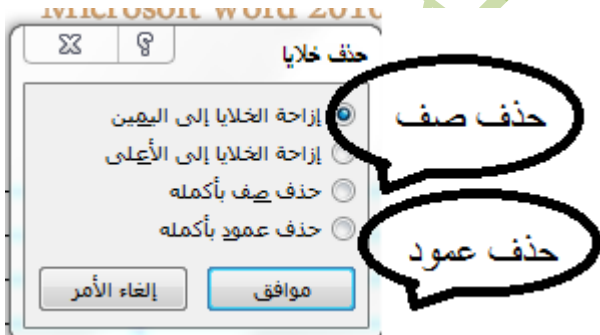 Microsoft Word 2010
حذف خلايا
إزاحة الخلايا إلى اليمين
إزاحة الخلايا إلى الأعلى
حذف صف بأكمله
حذف عمود بأكمله
موافق
إلغاء الأمر
حذف صف
حذف عمود